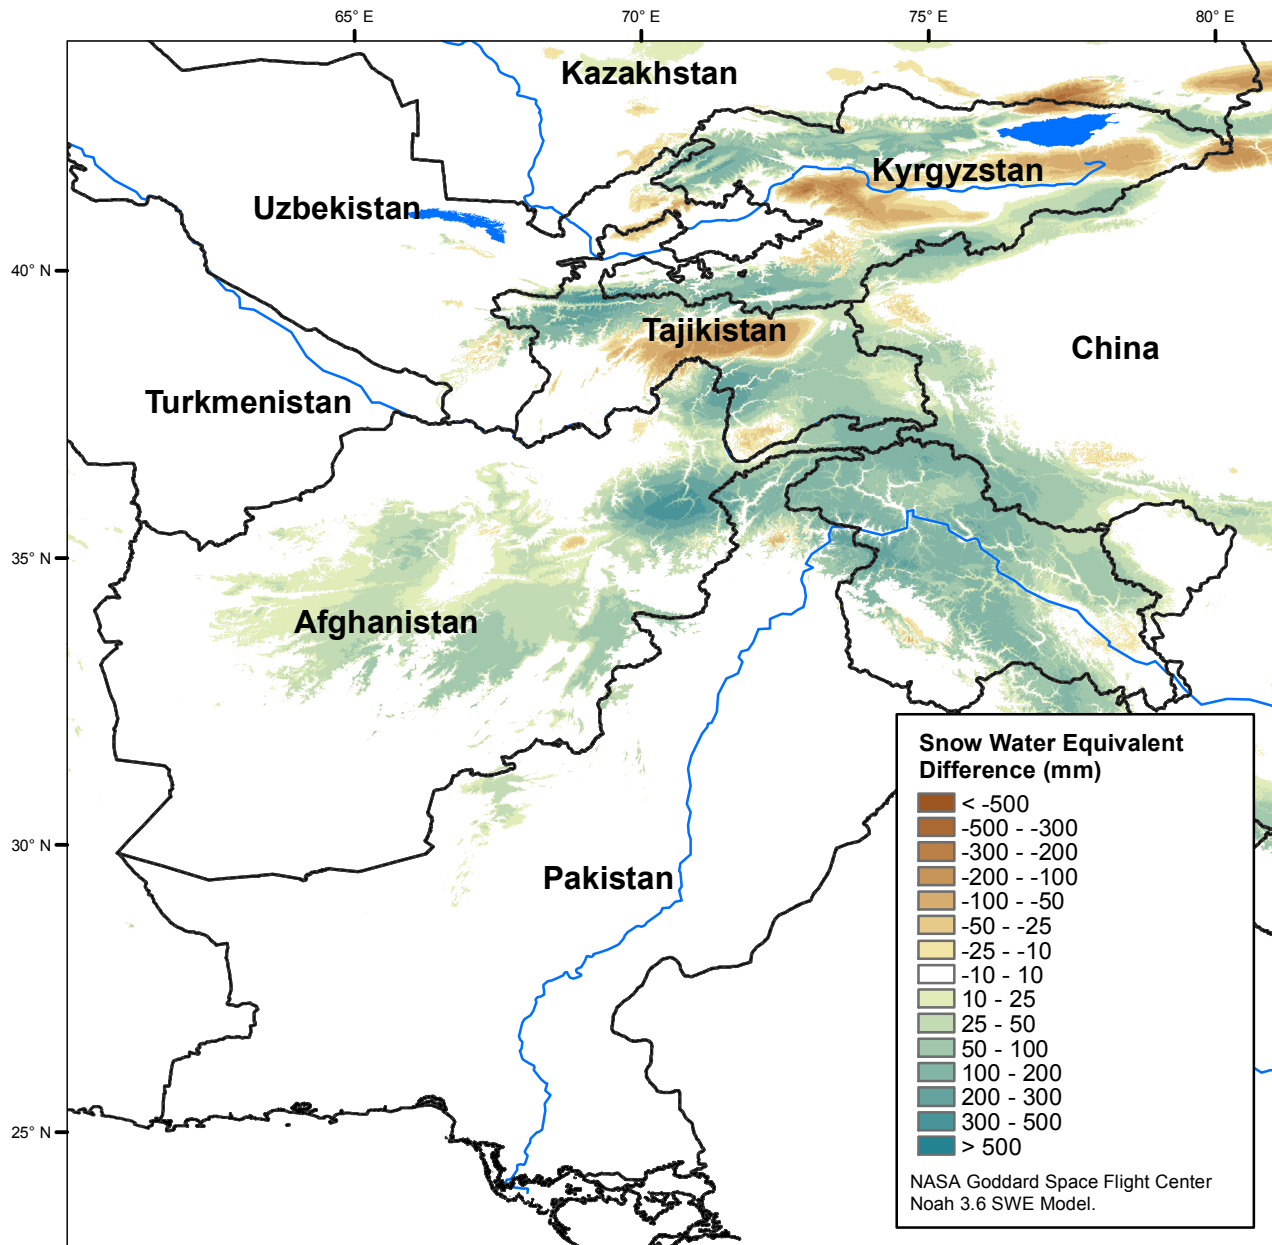 65° E
70° E
75° E
80° E
Kazakhstan
Kyrgyzstan
Uzbekistan
40° N
Tajikistan
China
Turkmenistan
35° N
Afghanistan
Snow Water Equivalent
Difference (mm)
< -500
-500 - -300
-300 - -200
-200 - -100
-100 - -50
-50 - -25
-25 - -10
-10 - 10
10 - 25
25 - 50
50 - 100
100 - 200
200 - 300
300 - 500
> 500
30° N
Pakistan
25° N
NASA Goddard Space Flight Center
Noah 3.6 SWE Model.